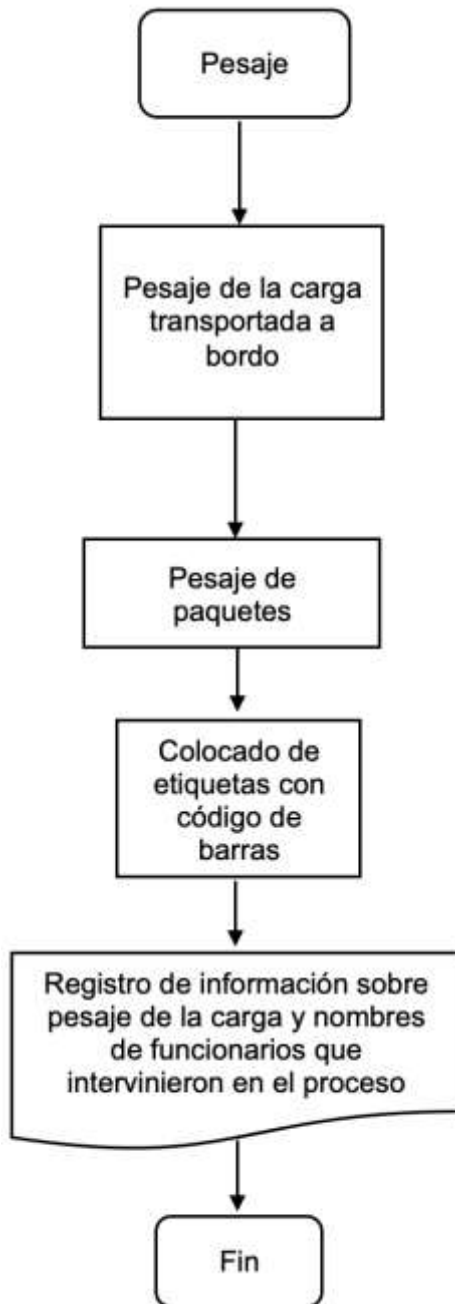 Pesaje
Pesaje de la carga
transportada a
bordo
Pesaje de
paquetes
Colocado de
etiquetas con
código de
barras
Registro de información sobre
pesaje de la carga y nombres
de funcionarios que
intervinieron en el proceso
Fin